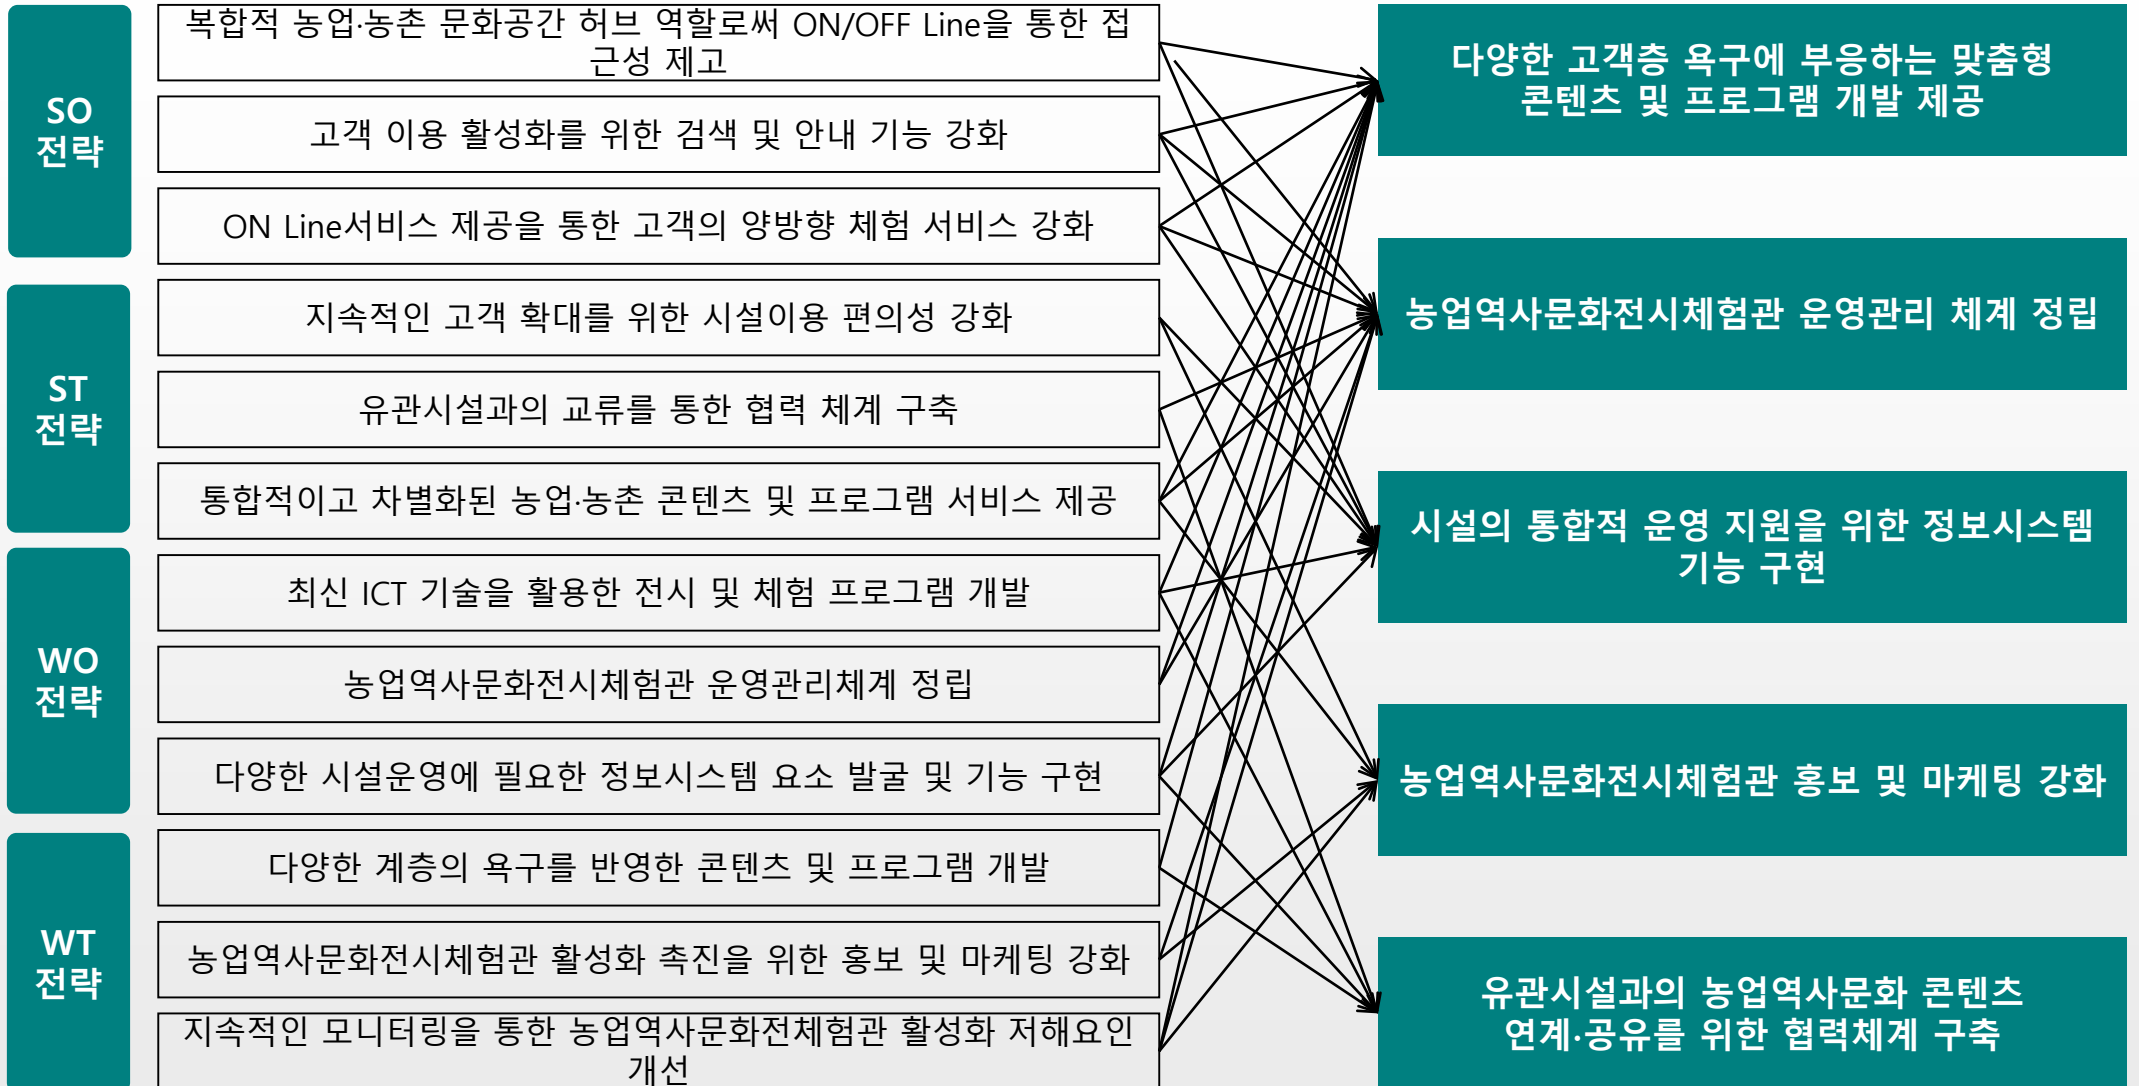 SO
전략
복합적 농업·농촌 문화공간 허브 역할로써 ON/OFF Line을 통한 접
근성 제고
고객 이용 활성화를 위한 검색 및 안내 기능 강화
ON Line서비스 제공을 통한 고객의 양방향 체험 서비스 강화
ST
전략
지속적인 고객 확대를 위한 시설이용 편의성 강화
유관시설과의 교류를 통한 협력 체계 구축
통합적이고 차별화된 농업·농촌 콘텐츠 및 프로그램 서비스 제공
WO
전략
최신 ICT 기술을 활용한 전시 및 체험 프로그램 개발
농업역사문화전시체험관 운영관리체계 정립
다양한 시설운영에 필요한 정보시스템 요소 발굴 및 기능 구현
WT
전략
다양한 계층의 욕구를 반영한 콘텐츠 및 프로그램 개발
농업역사문화전시체험관 활성화 촉진을 위한 홍보 및 마케팅 강화
지속적인 모니터링을 통한 농업역사문화전체험관 활성화 저해요인
개선
다양한 고객층 욕구에 부응하는 맞춤형
콘텐츠 및 프로그램 개발 제공
농업역사문화전시체험관 운영관리 체계 정립
시설의 통합적 운영 지원을 위한 정보시스템
기능 구현
농업역사문화전시체험관 홍보 및 마케팅 강화
유관시설과의 농업역사문화 콘텐츠
연계·공유를 위한 협력체계 구축